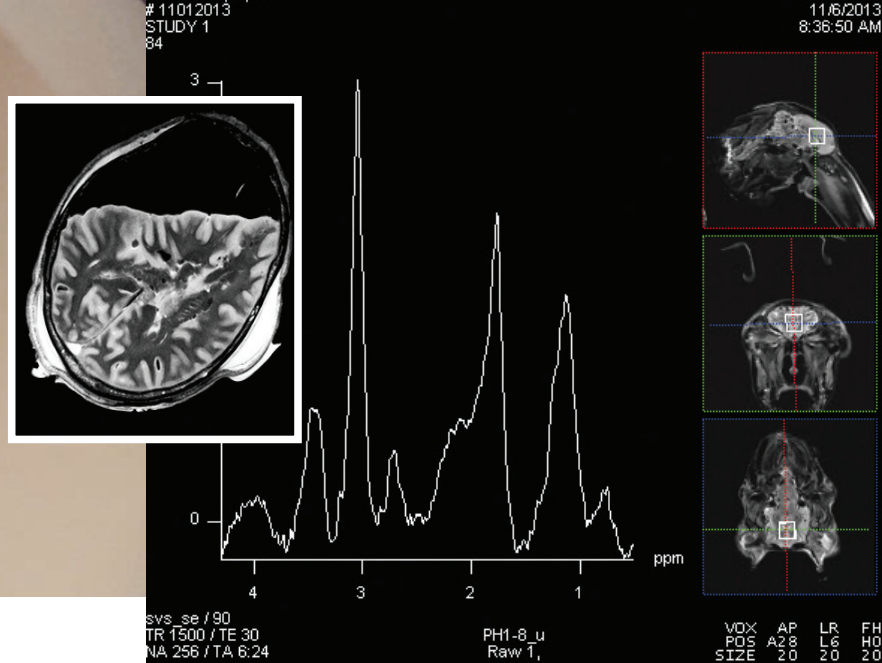 # 11012013
STUDY 1
84
11/6/2013
8:36:50 AM
3
0
4 3 2 1
ppm
svs_se / 90
TR 1500 / TE 30
NA 256 / TA 6:24
PH1-8_u
Raw 1,
VOX AP LR FH
POS A28 L6 H0
SIZE 20 20 20